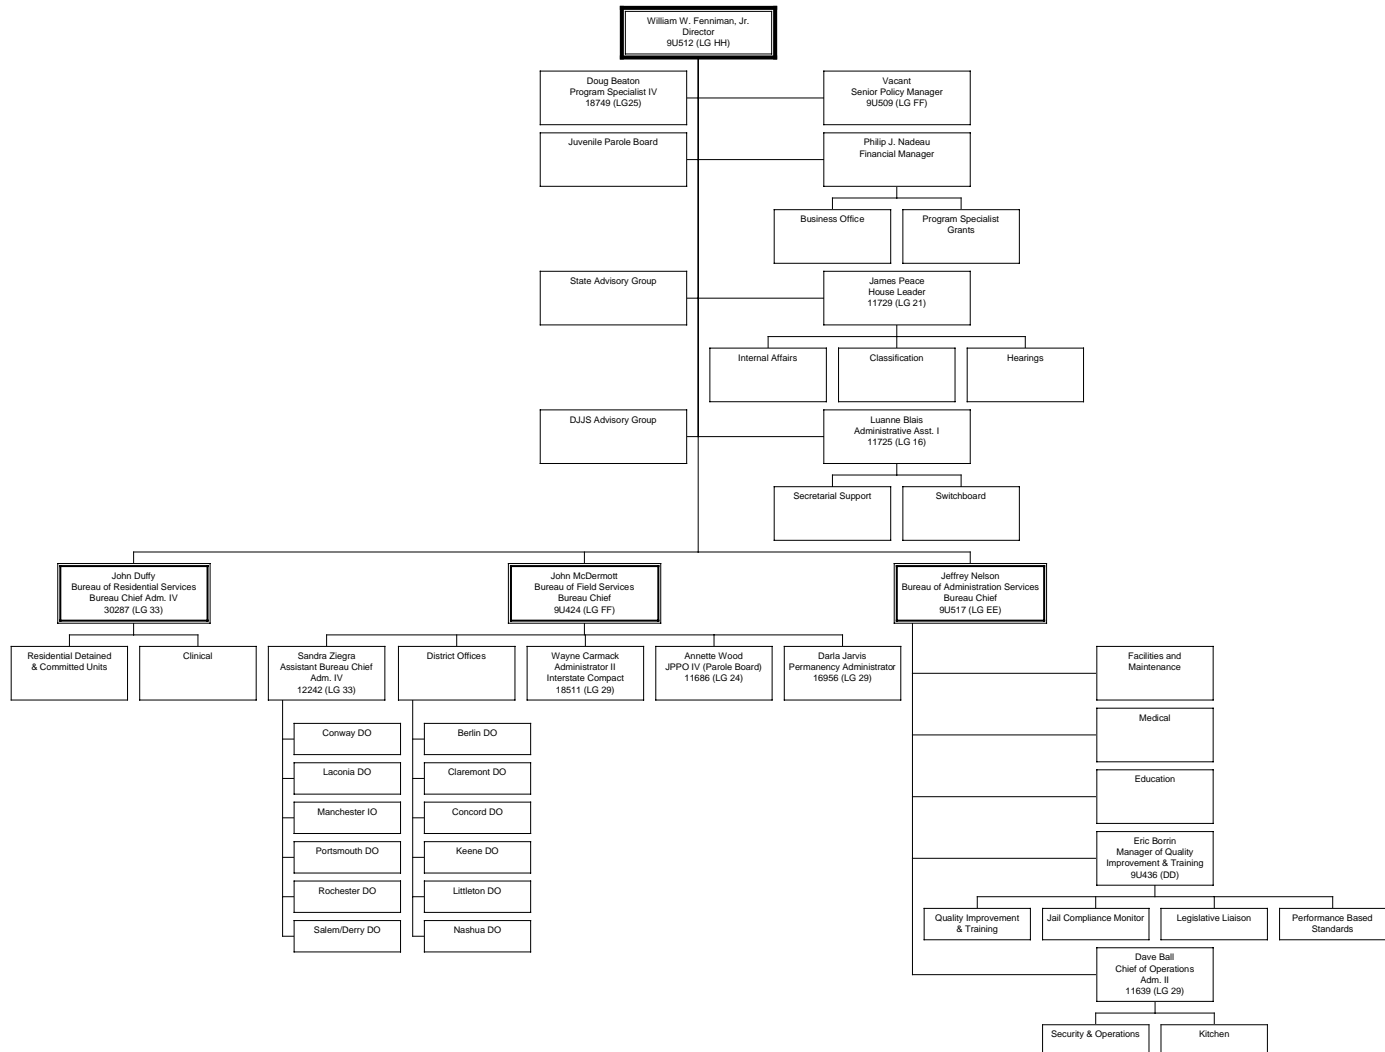 William W. Fenniman, Jr.
Director
9U512 (LG HH)
Doug Beaton
Program Specialist IV
18749 (LG25)
Vacant
Senior Policy Manager
9U509 (LG FF)
Juvenile Parole Board
Philip J. Nadeau
Financial Manager
Business Office
Program Specialist
Grants
State Advisory Group
James Peace
House Leader
11729 (LG 21)
Internal Affairs
Classification
Hearings
DJJS Advisory Group
Luanne Blais
Administrative Asst. I
11725 (LG 16)
Secretarial Support
Switchboard
John Duffy
Bureau of Residential Services
Bureau Chief Adm. IV
30287 (LG 33)
John McDermott
Bureau of Field Services
Bureau Chief
9U424 (LG FF)
Jeffrey Nelson
Bureau of Administration Services
Bureau Chief
9U517 (LG EE)
Residential Detained
& Committed Units
Clinical
Sandra Ziegra
Assistant Bureau Chief
Adm. IV
12242 (LG 33)
District Offices
Wayne Carmack
Administrator II
Interstate Compact
18511 (LG 29)
Annette Wood
JPPO IV (Parole Board)
11686 (LG 24)
Darla Jarvis
Permanency Administrator
16956 (LG 29)
Conway DO
Laconia DO
Manchester IO
Portsmouth DO
Rochester DO
Salem/Derry DO
Berlin DO
Claremont DO
Concord DO
Keene DO
Littleton DO
Nashua DO
Facilities and
Maintenance
Medical
Education
Eric Borrin
Manager of Quality
Improvement & Training
9U436 (DD)
Quality Improvement
& Training
Jail Compliance Monitor
Legislative Liaison
Performance Based
Standards
Dave Ball
Chief of Operations
Adm. II
11639 (LG 29)
Security & Operations
Kitchen